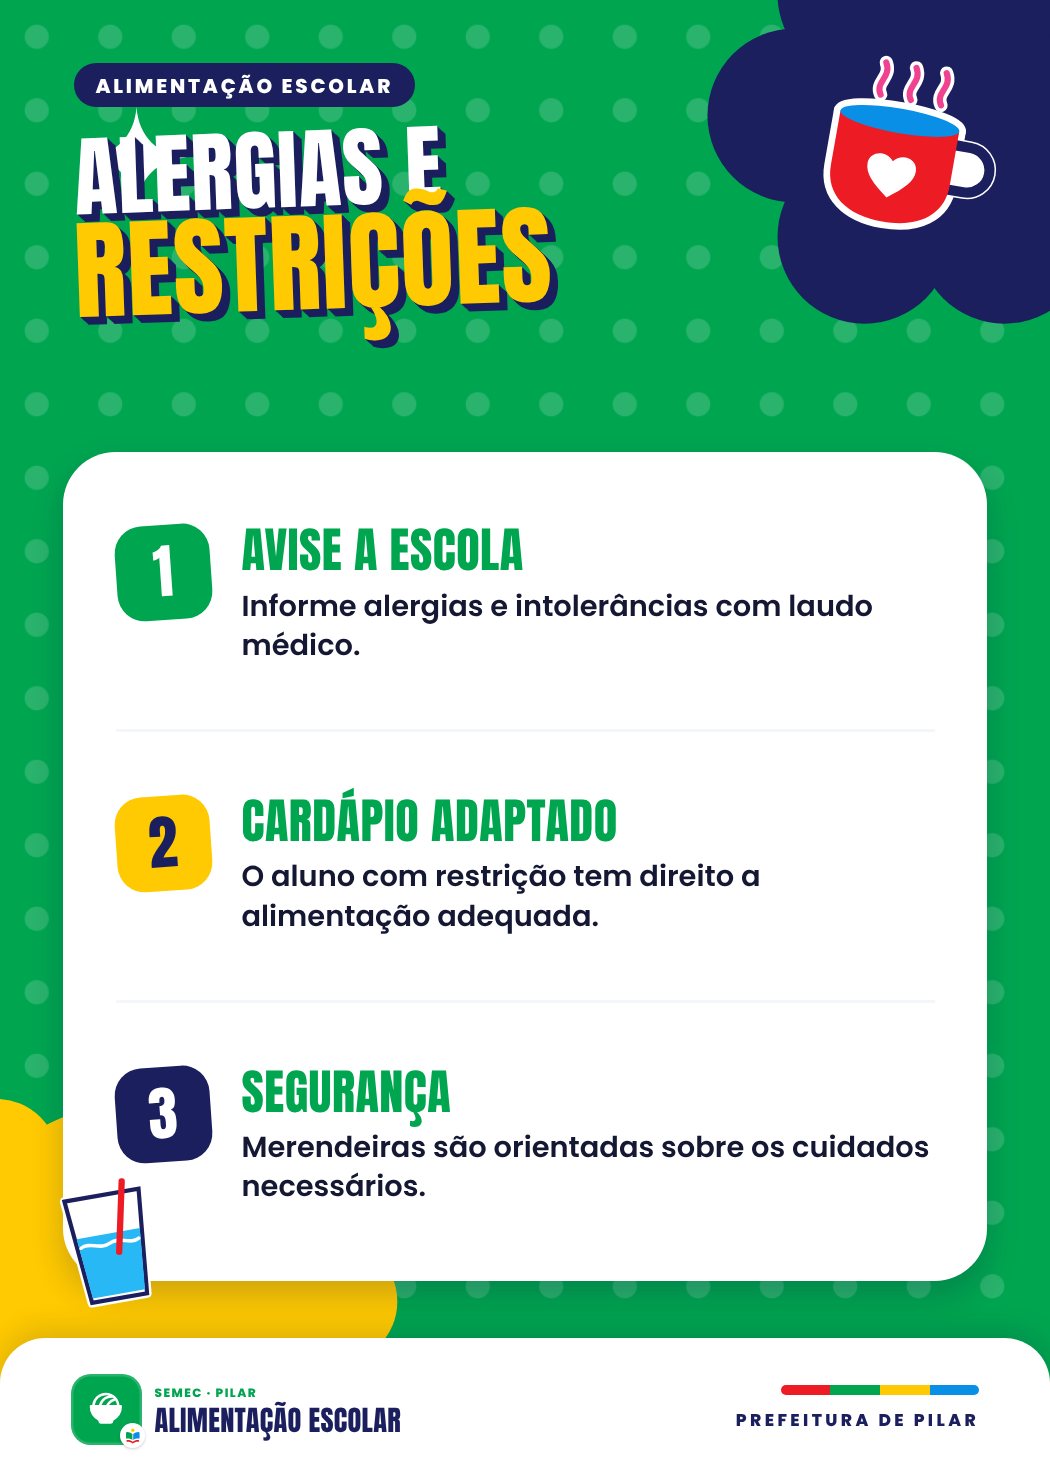 ALIMENTAÇÃO ESCOLAR
ALERGIAS E
RESTRIÇÕES
1
AVISE A ESCOLA
Informe alergias e intolerâncias com laudo
médico.
2
CARDÁPIO ADAPTADO
O aluno com restrição tem direito a
alimentação adequada.
3
SEGURANÇA
Merendeiras são orientadas sobre os cuidados
necessários.
SEMEC · PILAR
ALIMENTAÇÃO ESCOLAR
PREFEITURA DE PILAR